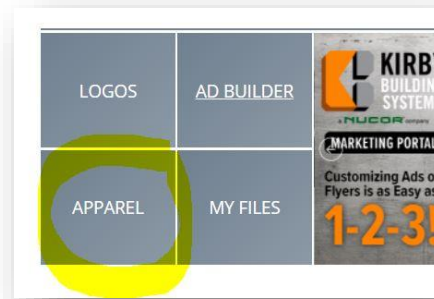 LOGOS
AD BUILDER
APPAREL
MY FILES
KIRB
BUILDIN
SYSTEM
A NUCOR company
MARKETING PORTAL
Customizing Ads o
Flyers is as Easy as
1-2-3!